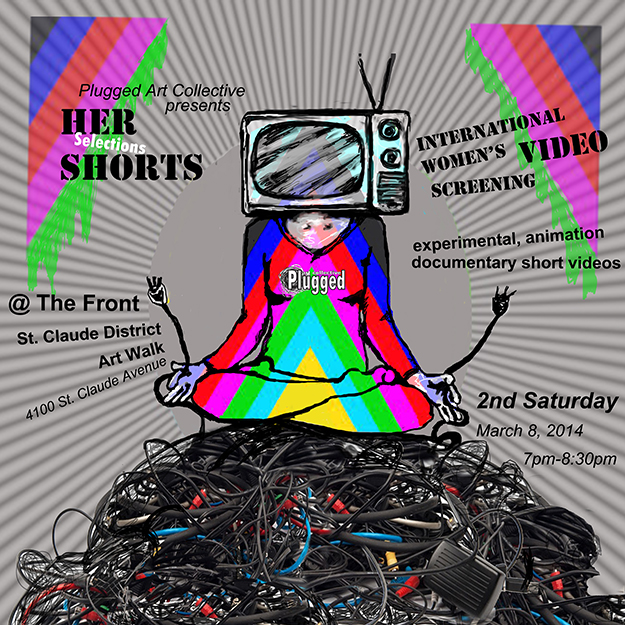 Plugged Art Collective
presents
HER
Selections
SHORTS
INTERNATIONAL
WOMEN'S VIDEO
SCREENING
experimental, animation
documentary short videos
@ The Front
St. Claude District
Art Walk
4100 St. Claude Avenue
collective
Plugged
2nd Saturday
March 8, 2014
7pm-8:30pm